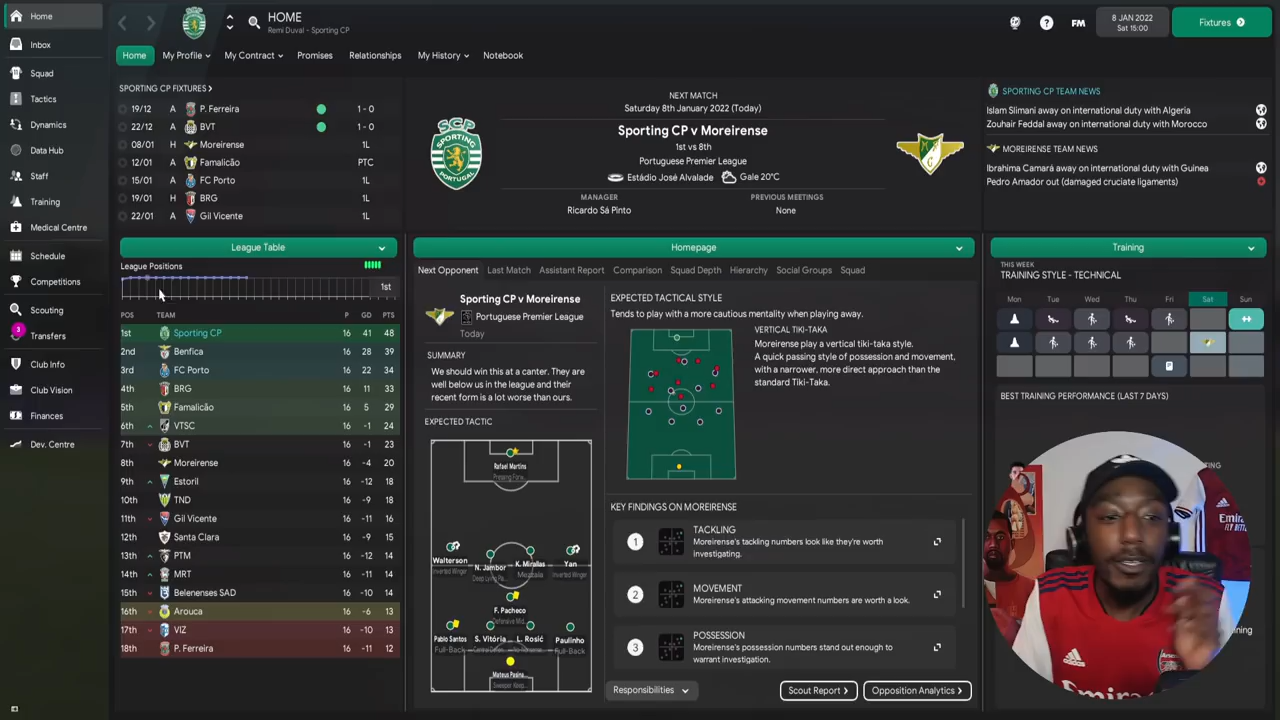 Home
HOME
Remi Duval - Sporting CP
FM
8 JAN 2022
Sat 15:00
Fixtures
Inbox
Squad
Tactics
Dynamics
Data Hub
Staff
Training
Medical Centre
Schedule
Competitions
Scouting
3
Transfers
Club Info
Club Vision
Finances
Dev. Centre
Home
My Profile
My Contract
Promises
Relationships
My History
Notebook
SPORTING CP FIXTURES
19/12 A P. Ferreira 1 - 0
22/12 A BVT 1 - 0
08/01 H Moreirense 1L
12/01 A Famalicão PTC
15/01 A FC Porto 1L
19/01 H BRG 1L
22/01 A Gil Vicente 1L
SCP
SPORTING
PORTUGAL
NEXT MATCH
Saturday 8th January 2022 (Today)
Sporting CP v Moreirense
1st vs 8th
Portuguese Premier League
Estádio José Alvalade Gale 20°C
MANAGER
Ricardo Sá Pinto
PREVIOUS MEETINGS
None
SPORTING CP TEAM NEWS
Islam Slimani away on international duty with Algeria
Zouhair Feddal away on international duty with Morocco
MOREIRENSE TEAM NEWS
Ibrahima Camará away on international duty with Guinea
Pedro Amador out (damaged cruciate ligaments)
League Table
League Positions
1st
POS TEAM P GD PTS
1st Sporting CP 16 41 48
2nd Benfica 16 28 39
3rd FC Porto 16 22 34
4th BRG 16 11 33
5th Famalicão 16 5 29
6th VTSC 16 -1 24
7th BVT 16 -1 23
8th Moreirense 16 -4 20
9th Estoril 16 -12 18
10th TND 16 -9 18
11th Gil Vicente 16 -11 16
12th Santa Clara 16 -9 15
13th PTM 16 -12 14
14th MRT 16 -11 14
15th Belenenses SAD 16 -10 14
16th Arouca 16 -6 13
17th VIZ 16 -10 13
18th P. Ferreira 16 -11 12
Homepage
Next Opponent
Last Match
Assistant Report
Comparison
Squad Depth
Hierarchy
Social Groups
Squad
Sporting CP v Moreirense
Portuguese Premier League
Today
SUMMARY
We should win this at a canter. They are
well below us in the league and their
recent form is a lot worse than ours.
EXPECTED TACTIC
Rafael Martins
Walterson
Inverted Winger
N. Jambor
K. Mirallas
Mezzala
Yan
Inverted Winger
F. Pacheco
Pablo Santos
Full-Back
S. Vitória
L. Rosić
Paulinho
Full-Back
EXPECTED TACTICAL STYLE
Tends to play with a more cautious mentality when playing away.
VERTICAL TIKI-TAKA
Moreirense play a vertical tiki-taka style.
A quick passing style of possession and movement,
with a narrower, more direct approach than the
standard Tiki-Taka.
KEY FINDINGS ON MOREIRENSE
1
TACKLING
Moreirense's tackling numbers look like they're worth
investigating.
2
MOVEMENT
Moreirense's attacking movement numbers are worth a look.
3
POSSESSION
Moreirense's possession numbers stand out enough to
warrant investigation.
Responsibilities
Scout Report
Opposition Analytics
Training
THIS WEEK
TRAINING STYLE - TECHNICAL
Mon Tue Wed Thu Fri Sat Sun
BEST TRAINING PERFORMANCE (LAST 7 DAYS)